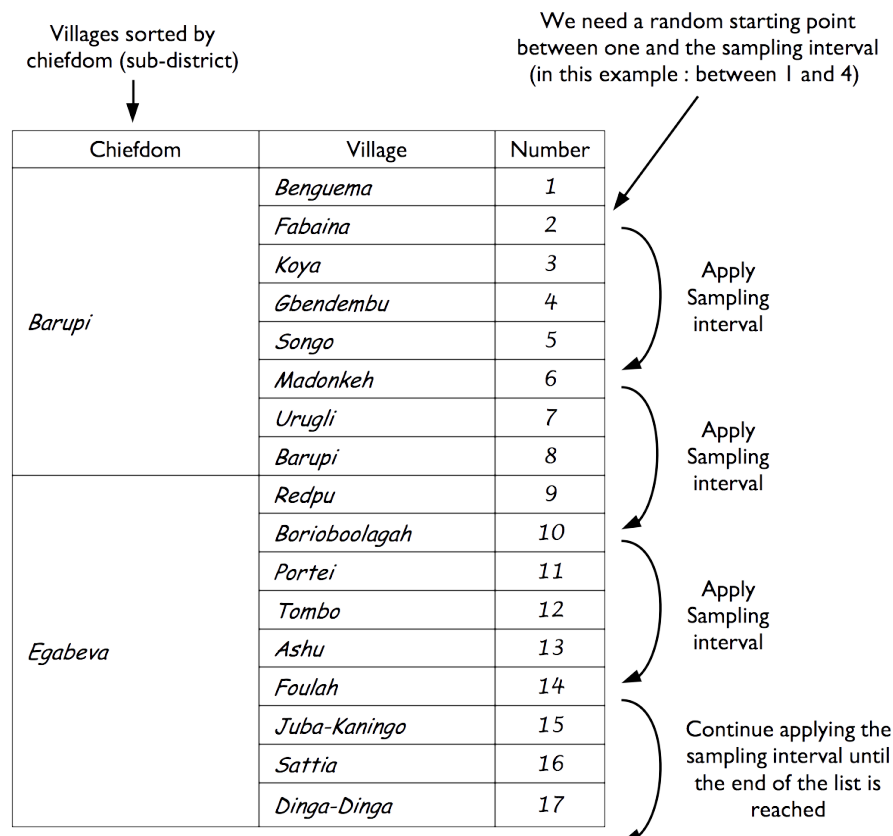 Villages sorted by
chiefdom (sub-district)
We need a random starting point
between one and the sampling interval
(in this example : between 1 and 4)
Chiefdom Village Number
Barupi
Benguema 1
Fabaina 2
Koya 3
Gbendembu 4
Songo 5
Madonkeh 6
Urugli 7
Barupi 8
Egabeva
Redpu 9
Borioboolagah 10
Portei 11
Tombo 12
Ashu 13
Foulah 14
Juba-Kaningo 15
Sattia 16
Dinga-Dinga 17
Apply
Sampling
interval
Apply
Sampling
interval
Apply
Sampling
interval
Continue applying the
sampling interval until
the end of the list is
reached